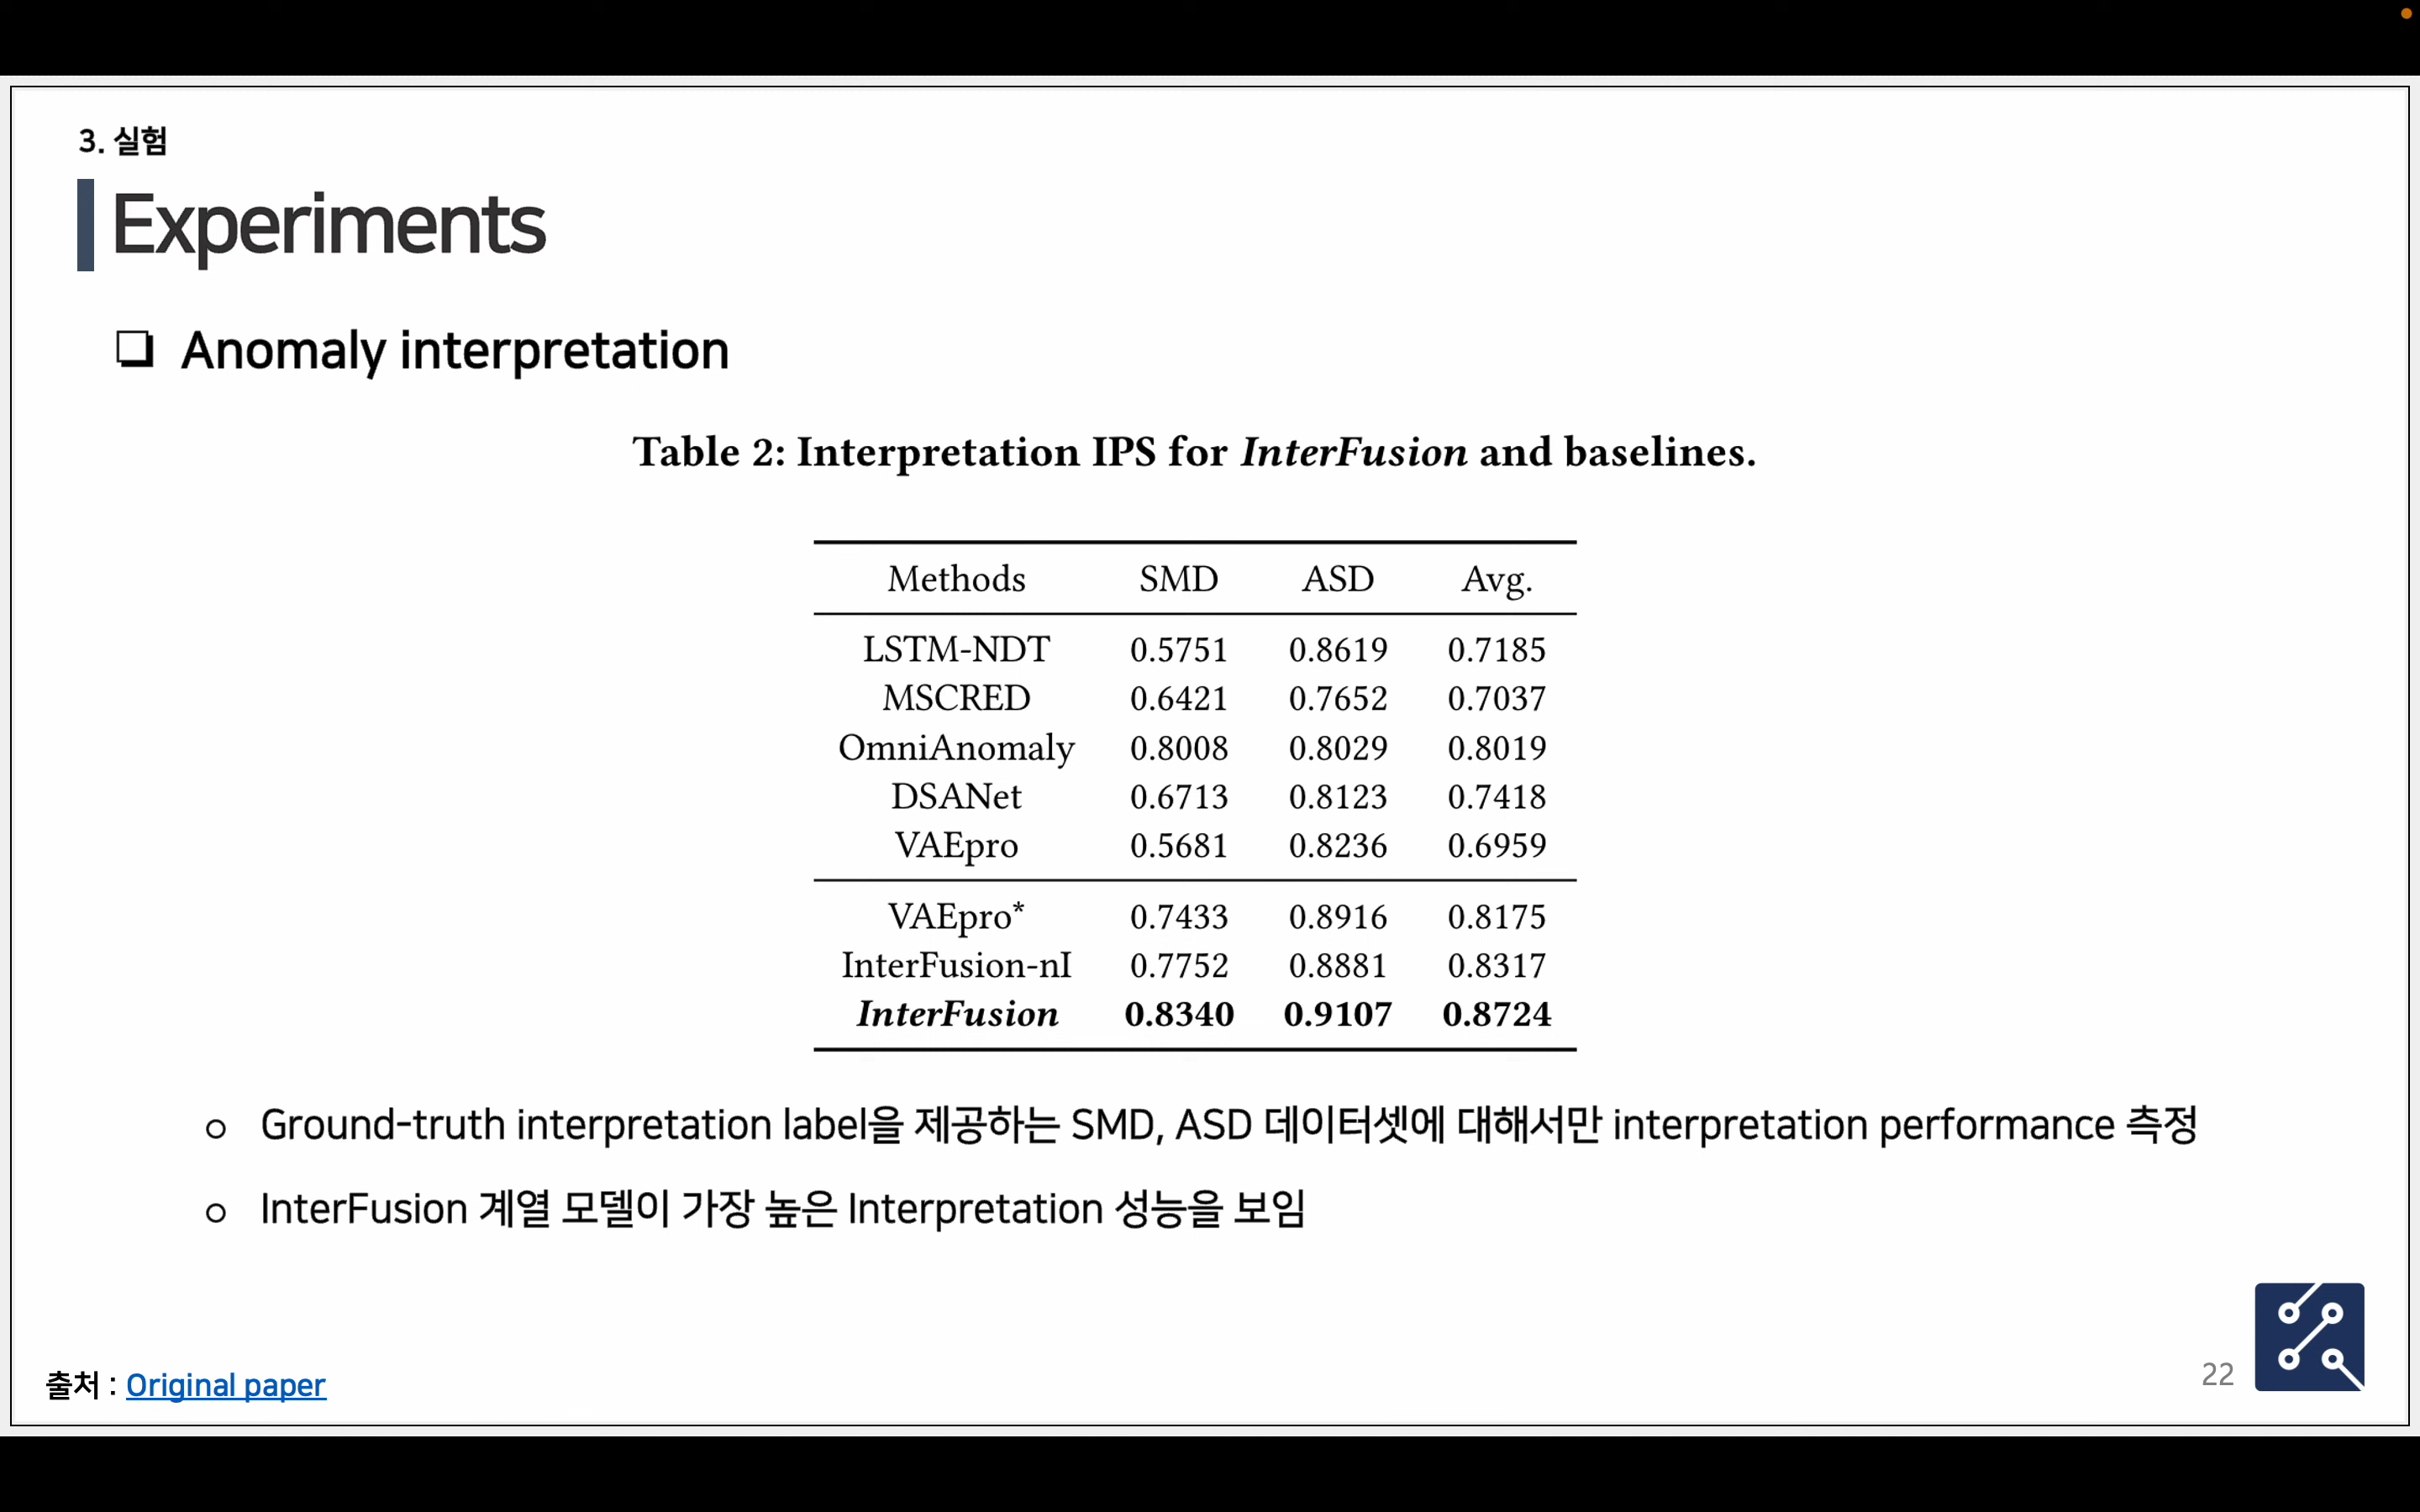 3. 실험
Experiments
❏ Anomaly interpretation
Table 2: Interpretation IPS for InterFusion and baselines.
Methods SMD ASD Avg.
LSTM-NDT 0.5751 0.8619 0.7185
MSCRED 0.6421 0.7652 0.7037
OmniAnomaly 0.8008 0.8029 0.8019
DSANet 0.6713 0.8123 0.7418
VAEpro 0.5681 0.8236 0.6959
VAEpro* 0.7433 0.8916 0.8175
InterFusion-nI 0.7752 0.8881 0.8317
InterFusion 0.8340 0.9107 0.8724
○ Ground-truth interpretation label을 제공하는 SMD, ASD 데이터셋에 대해서만 interpretation performance 측정
○ InterFusion 계열 모델이 가장 높은 Interpretation 성능을 보임
출처 : Original paper
22